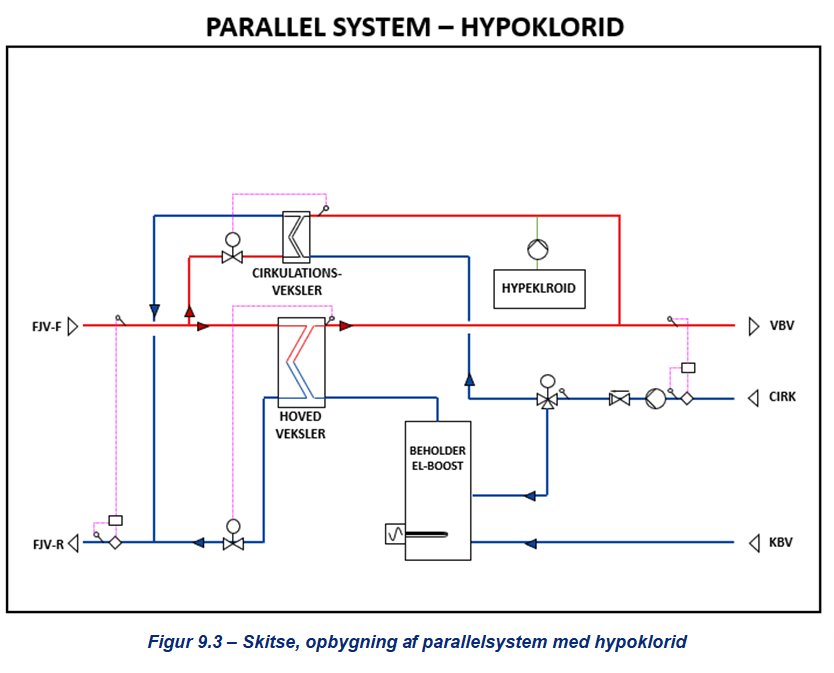 PARALLEL SYSTEM – HYPOKLORID
CIRKULATIONS-
VEKSLER
HYPEKLROID
FJV-F
VBV
CIRK
HOVED
VEKSLER
BEHOLDER
EL-BOOST
FJV-R
KBV
Figur 9.3 – Skitse, opbygning af parallelsystem med hypoklorid